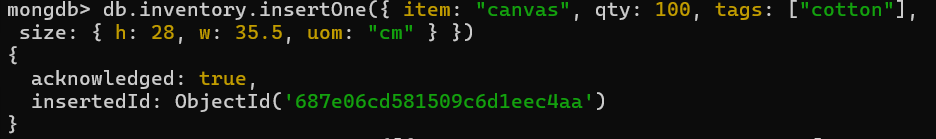 mongdb> db.inventory.insertOne({ item: "canvas", qty: 100, tags: ["cotton"],
 size: { h: 28, w: 35.5, uom: "cm" } })
{
  acknowledged: true,
  insertedId: ObjectId('687e06cd581509c6d1eec4aa')
}